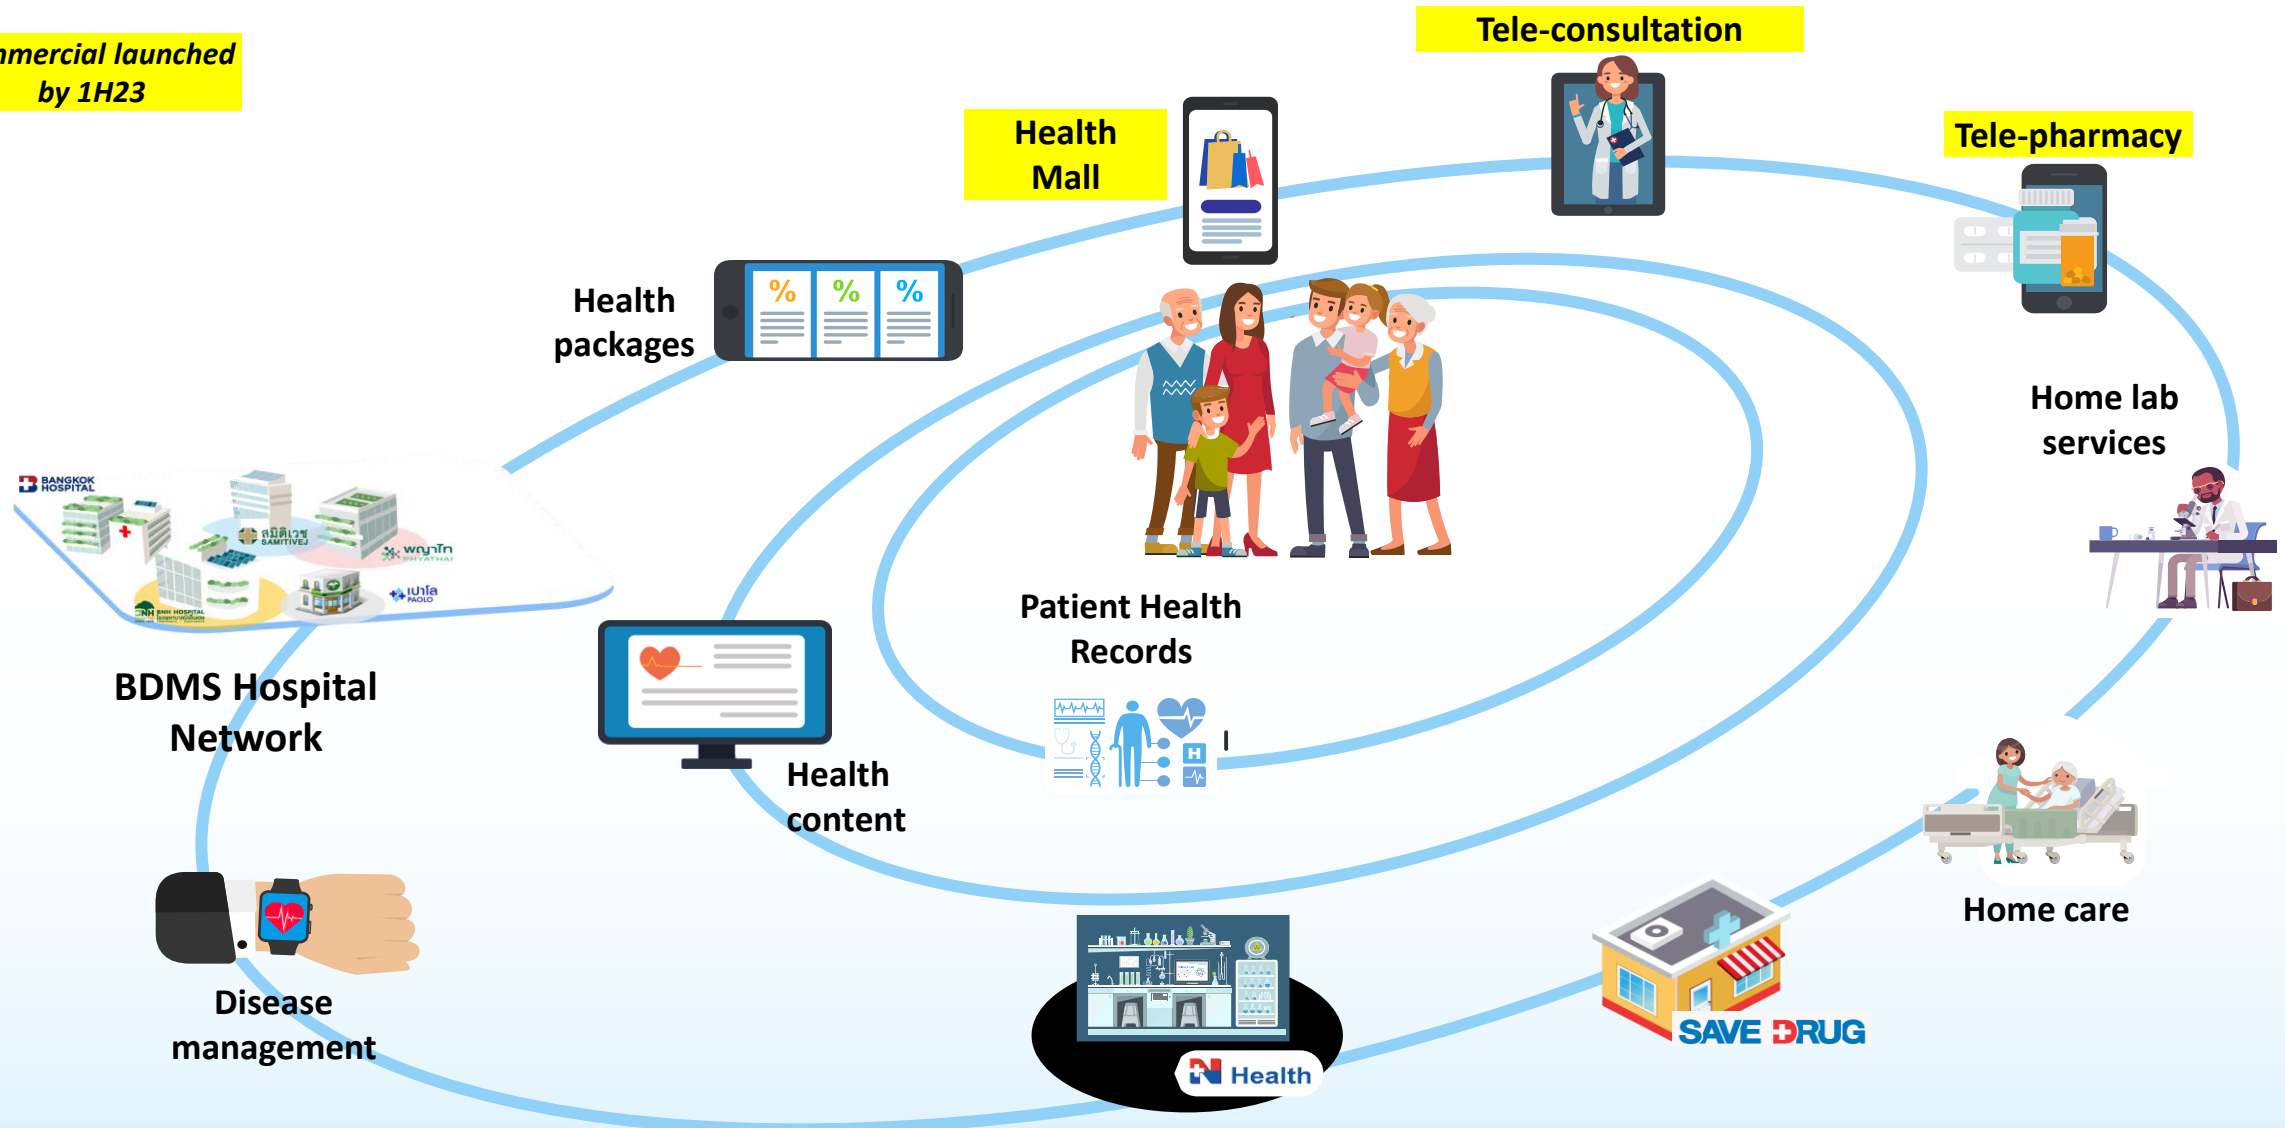 mmercial launched
by 1H23
Tele-consultation
Health
Mall
Tele-pharmacy
Health
packages
% % %
Home lab
services
BANGKOK
HOSPITAL
สมิติเวช
SAMITIVEJ
พญาไท
PHYATHAI
เปาโล
PAOLO
BNH HOSPITAL
Patient Health
Records
H
BDMS Hospital
Network
Health
content
Home care
Disease
management
SAVE DRUG
N Health